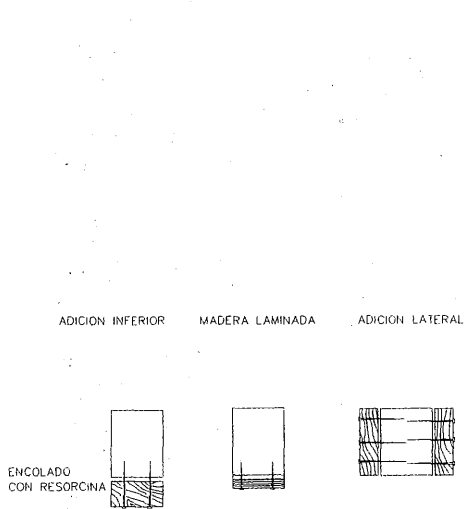 ADICION INFERIOR
MADERA LAMINADA
ADICION LATERAL
ENCOLADO
CON RESORCINA